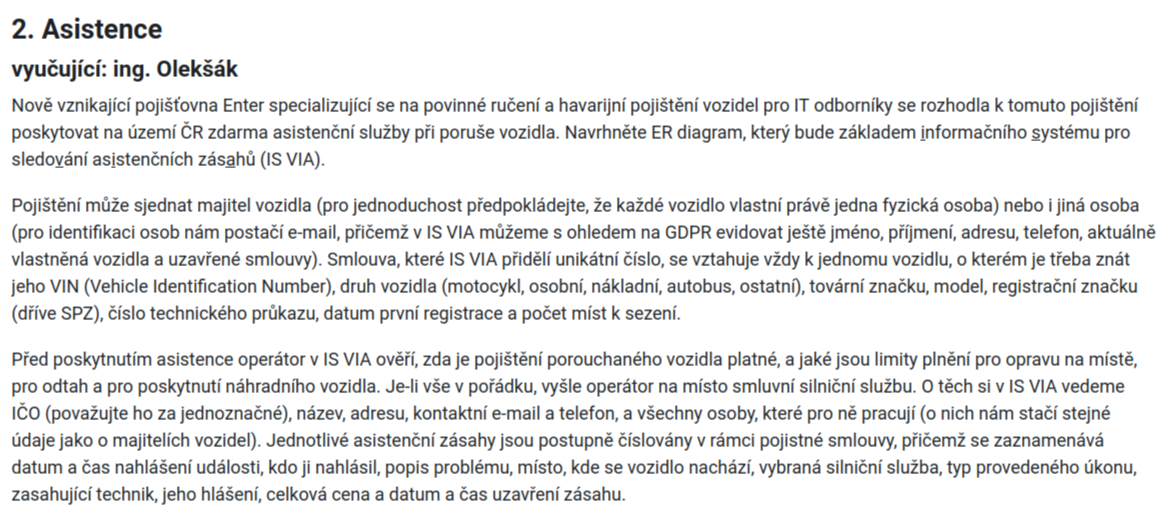 2. Asistence
vyučující: ing. Olekšák
Nově vznikající pojišťovna Enter specializující se na povinné ručení a havarijní pojištění vozidel pro IT odborníky se rozhodla k tomuto pojištění
poskytovat na území ČR zdarma asistenční služby při poruše vozidla. Navrhněte ER diagram, který bude základem informačního systému pro
sledování asistenčních zásahů (IS VIA).
Pojištění může sjednat majitel vozidla (pro jednoduchost předpokládejte, že každé vozidlo vlastní právě jedna fyzická osoba) nebo i jiná osoba
(pro identifikaci osob nám postačí e-mail, přičemž v IS VIA můžeme s ohledem na GDPR evidovat ještě jméno, příjmení, adresu, telefon, aktuálně
vlastněná vozidla a uzavřené smlouvy). Smlouva, které IS VIA přidělí unikátní číslo, se vztahuje vždy k jednomu vozidlu, o kterém je třeba znát
jeho VIN (Vehicle Identification Number), druh vozidla (motocykl, osobní, nákladní, autobus, ostatní), tovární značku, model, registrační značku
(dříve SPZ), číslo technického průkazu, datum první registrace a počet míst k sezení.
Před poskytnutím asistence operátor v IS VIA ověří, zda je pojištění porouchaného vozidla platné, a jaké jsou limity plnění pro opravu na místě,
pro odtah a pro poskytnutí náhradního vozidla. Je-li vše v pořádku, vyšle operátor na místo smluvní silniční službu. O těch si v IS VIA vedeme
IČO (považujte ho za jednoznačné), název, adresu, kontaktní e-mail a telefon, a všechny osoby, které pro ně pracují (o nich nám stačí stejné
údaje jako o majitelích vozidel). Jednotlivé asistenční zásahy jsou postupně číslovány v rámci pojistné smlouvy, přičemž se zaznamenává
datum a čas nahlášení události, kdo ji nahlásil, popis problému, místo, kde se vozidlo nachází, vybraná silniční služba, typ provedeného úkonu,
zasahující technik, jeho hlášení, celková cena a datum a čas uzavření zásahu.